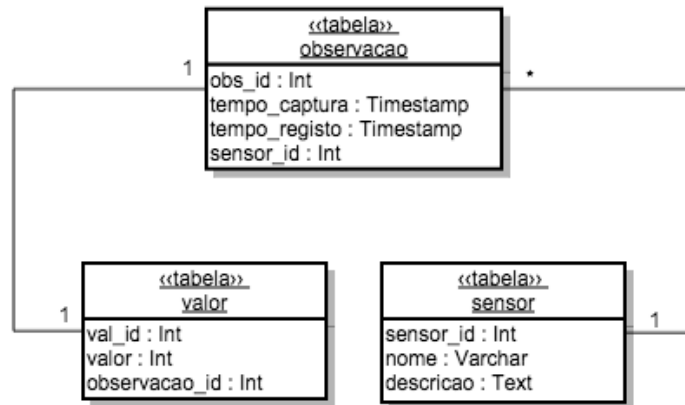 ‹‹tabela››
observacao
1
*
obs_id : Int
tempo_captura : Timestamp
tempo_registo : Timestamp
sensor_id : Int
‹‹tabela››
valor
1
val_id : Int
valor : Int
observacao_id : Int
‹‹tabela››
sensor
1
sensor_id : Int
nome : Varchar
descricao : Text